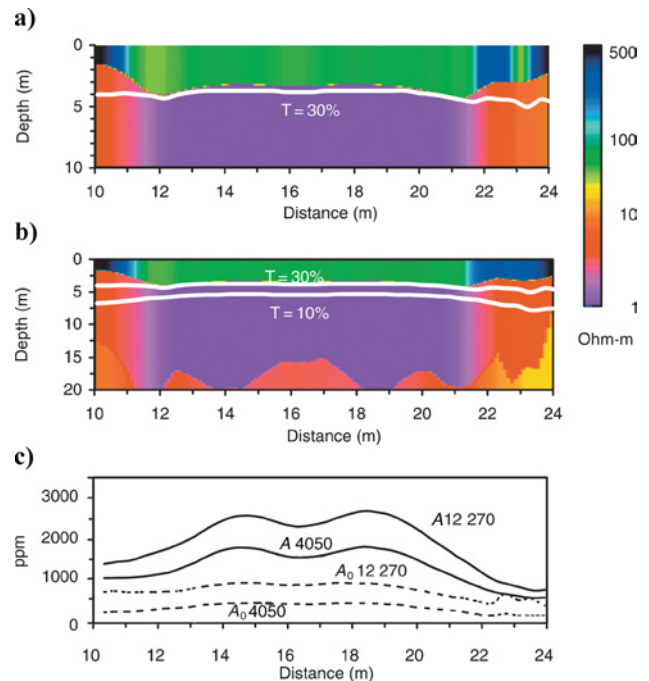 a)
0
5
10
Depth (m)
T = 30%
10 12 14 16 18 20 22 24
Distance (m)
500
100
10
1
Ohm-m
b)
0
5
10
15
20
Depth (m)
T = 30%
T = 10%
10 12 14 16 18 20 22 24
Distance (m)
c)
3000
2000
1000
0
ppm
A12 270
A 4050
A0 12 270
A0 4050
10 12 14 16 18 20 22 24
Distance (m)